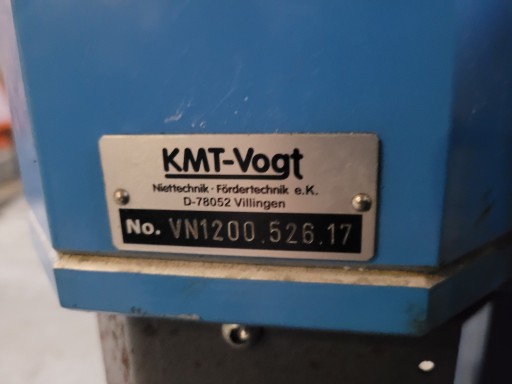 KMT-Vogt
Niettechnik · Fördertechnik e.K.
D-78052 Villingen
No. VN1200.526.17